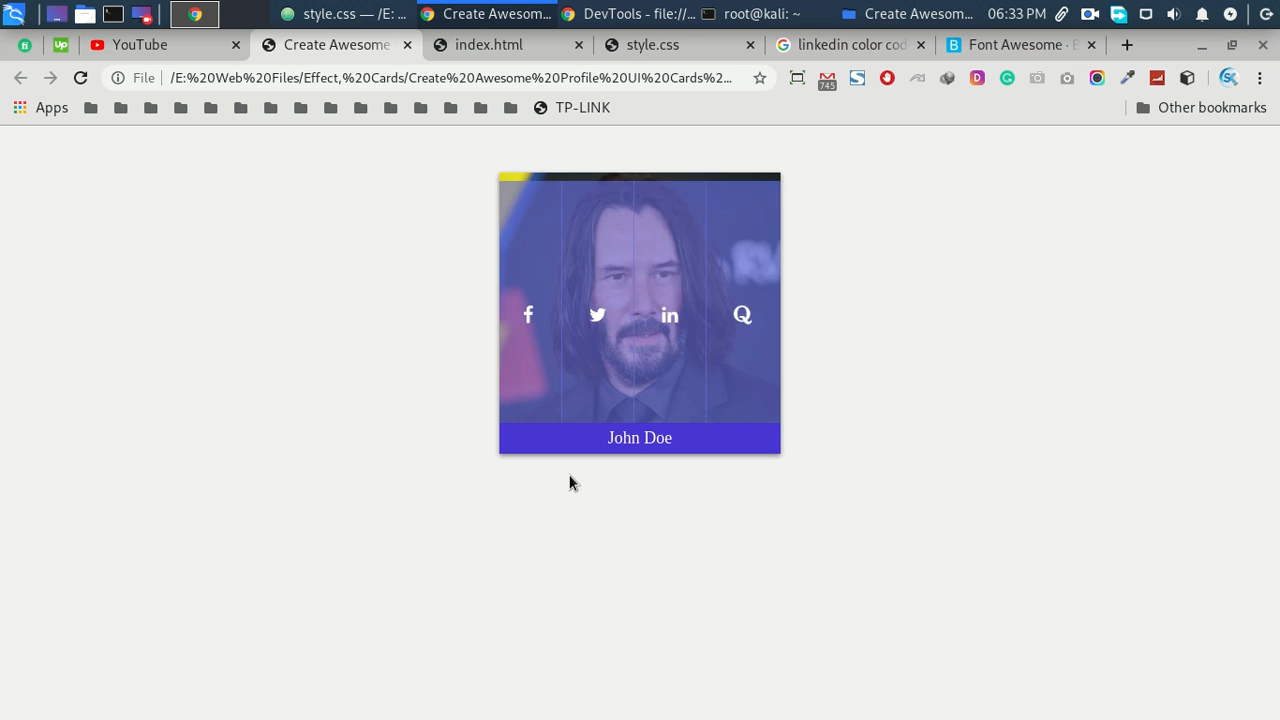 style.css — /E: ...
Create Awesom...
DevTools - file://...
root@kali: ~
Create Awesom...
06:33 PM
YouTube
Create Awesome
index.html
style.css
linkedin color cod
Font Awesome · B
File
/E:%20Web%20Files/Effect,%20Cards/Create%20Awesome%20Profile%20UI%20Cards%2...
745
Apps
TP-LINK
Other bookmarks
John Doe